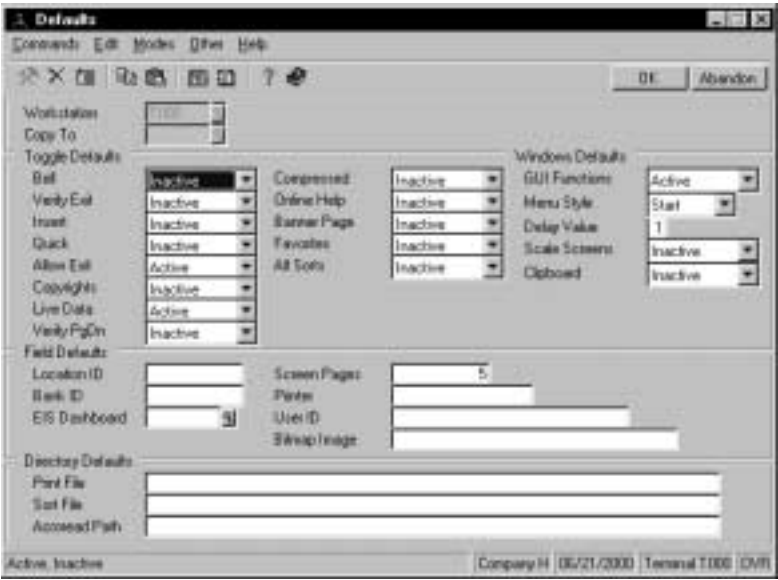 Defaults
Commands Edit Modes Other Help
OK Abandon
Workstation T000
Copy To
Toggle Defaults Windows Defaults
Bell Inactive Compressed Inactive GUI Functions Active
Verify Exit Inactive Online Help Inactive Menu Style Start
Insert Inactive Banner Page Inactive Delay Value 1
Quick Inactive Favorites Inactive Scale Screens Inactive
Allow Exit Active Alt Sorts Inactive Clipboard Inactive
Copyrights Inactive
Live Data Active
Verify PgDn Inactive
Field Defaults
Location ID Screen Pages 5
Bank ID Printer
EIS Dashboard User ID
Bitmap Image
Directory Defaults
Print File
Sort File
Accoread Path
Active, Inactive Company H 06/21/2000 Terminal T000 OVR